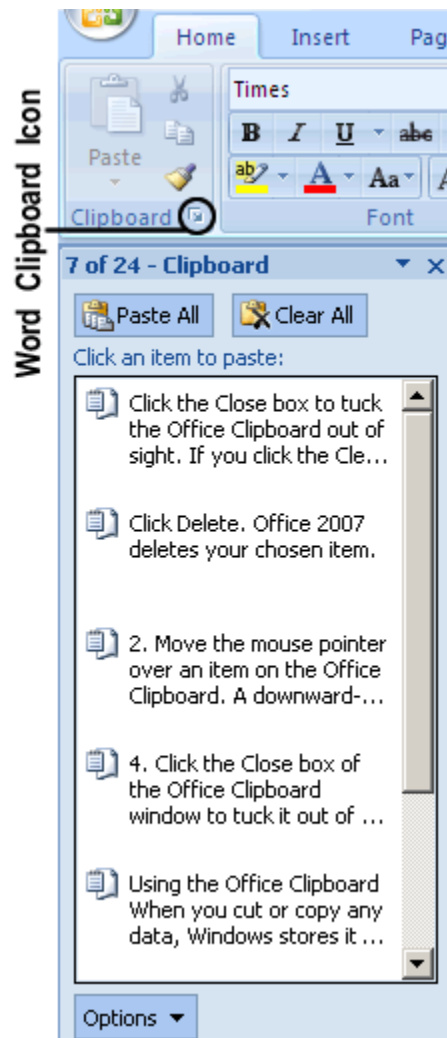 Word Clipboard Icon
Home Insert Pag
Times
B I U abe
Paste
ab A Aa A
Clipboard Font
7 of 24 - Clipboard
Paste All Clear All
Click an item to paste:
Click the Close box to tuck
the Office Clipboard out of
sight. If you click the Cle...
Click Delete. Office 2007
deletes your chosen item.
2. Move the mouse pointer
over an item on the Office
Clipboard. A downward-...
4. Click the Close box of
the Office Clipboard
window to tuck it out of ...
Using the Office Clipboard
When you cut or copy any
data, Windows stores it ...
Options